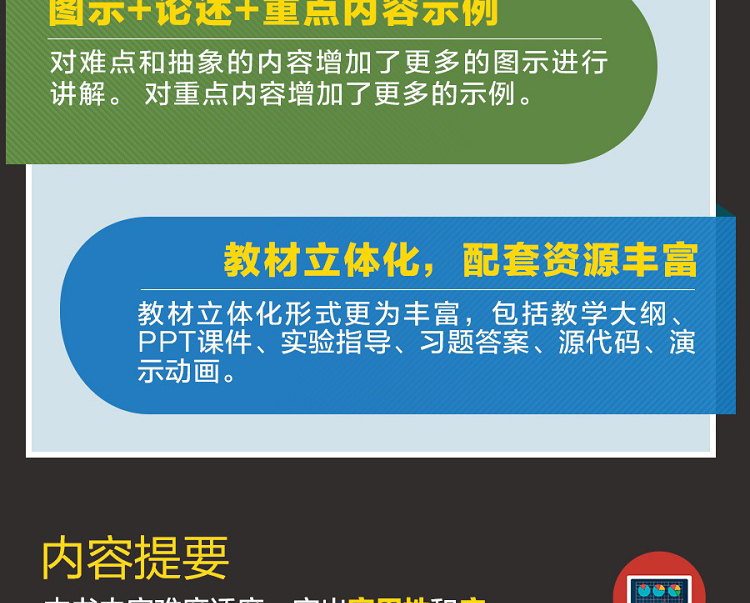 图示+论述+重点内容示例
对难点和抽象的内容增加了更多的图示进行
讲解。 对重点内容增加了更多的示例。
教材立体化，配套资源丰富
教材立体化形式更为丰富，包括教学大纲、
PPT课件、实验指导、习题答案、源代码、演
示动画。
内容提要